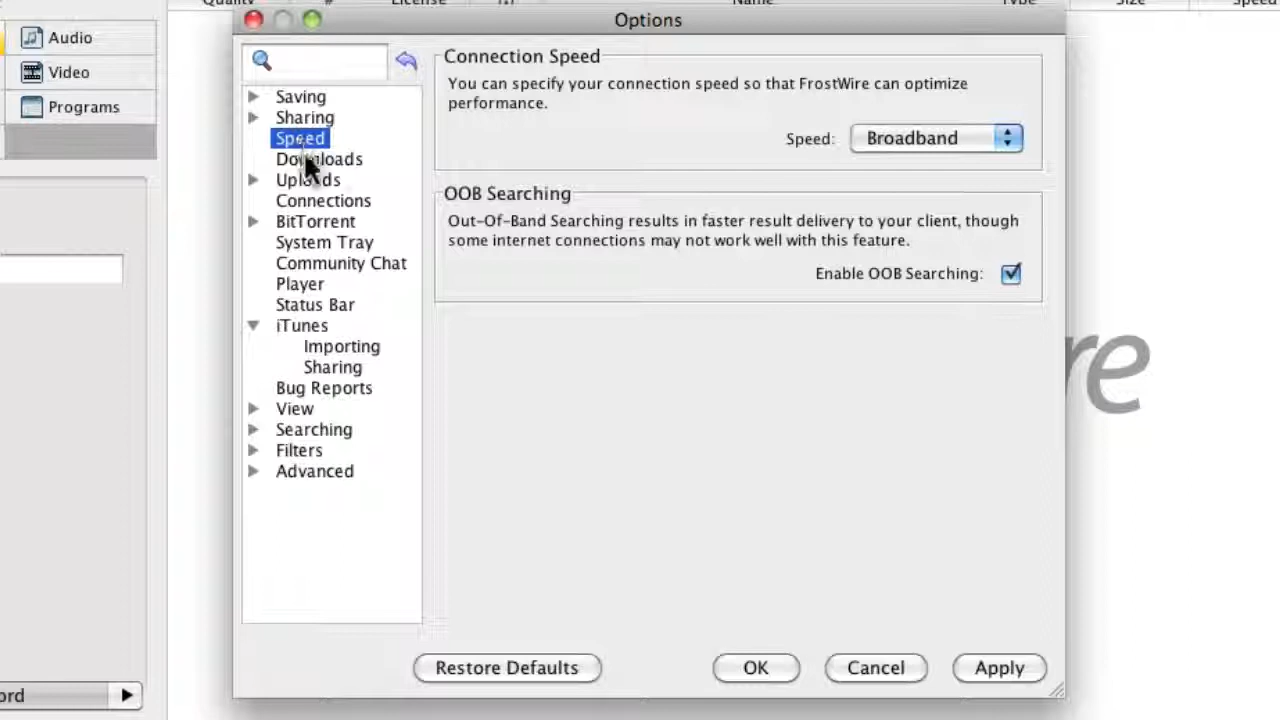 Quality # License Name Type Size Speed
Options
Audio
Video
Programs
Saving
Sharing
Speed
Downloads
Uploads
Connections
BitTorrent
System Tray
Community Chat
Player
Status Bar
iTunes
Importing
Sharing
Bug Reports
View
Searching
Filters
Advanced
Connection Speed
You can specify your connection speed so that FrostWire can optimize
performance.
Speed: Broadband
OOB Searching
Out-Of-Band Searching results in faster result delivery to your client, though
some internet connections may not work well with this feature.
Enable OOB Searching:
re
ord
Restore Defaults OK Cancel Apply